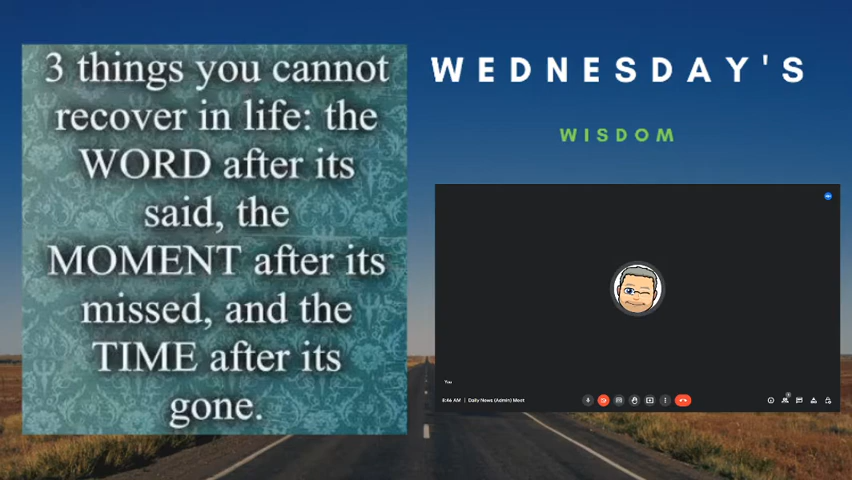 3 things you cannot
recover in life: the
WORD after its
said, the
MOMENT after its
missed, and the
TIME after its
gone.
WEDNESDAY'S
WISDOM
You
8:46 AM | Daily News (Admin) Meet